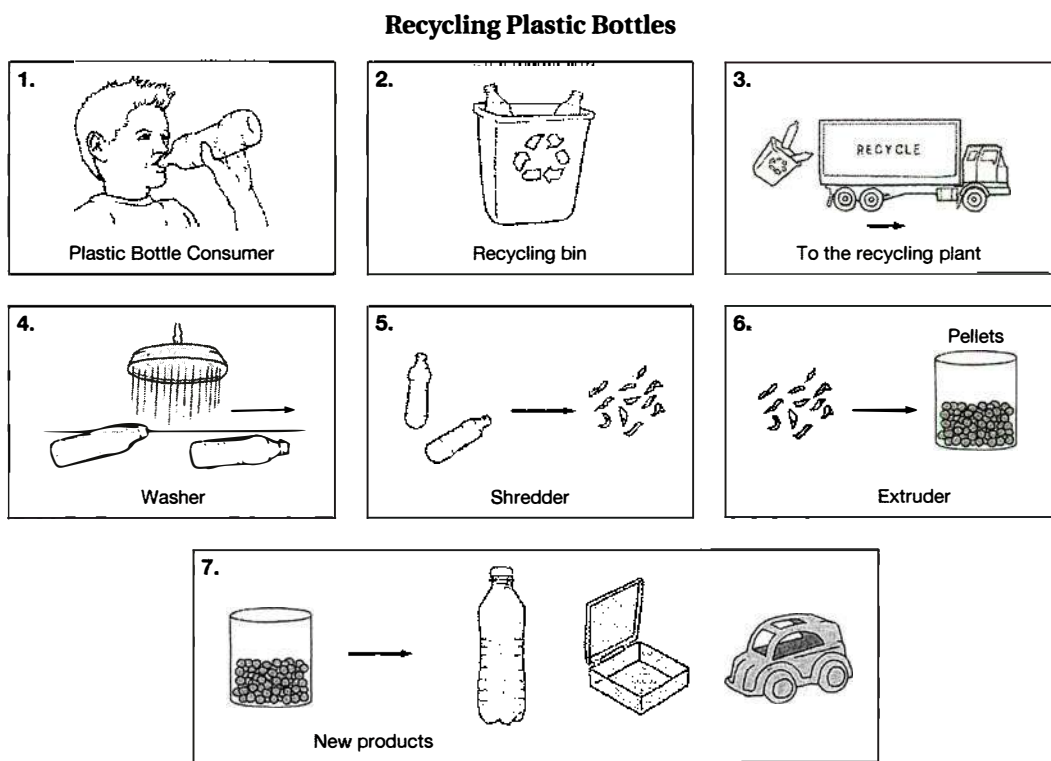 Recycling Plastic Bottles
1.
Plastic Bottle Consumer
2.
Recycling bin
3.
RECYCLE
To the recycling plant
4.
Washer
5.
Shredder
6.
Pellets
Extruder
7.
New products